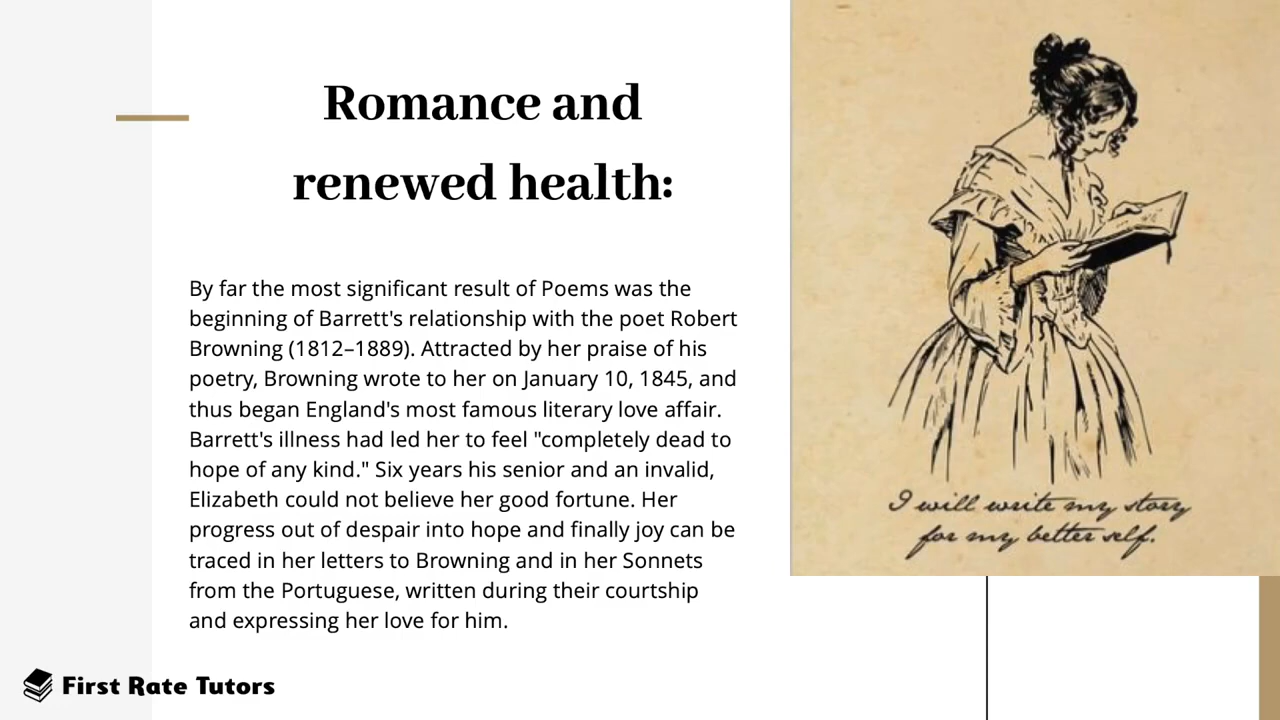 Romance and
renewed health:
By far the most significant result of Poems was the
beginning of Barrett's relationship with the poet Robert
Browning (1812–1889). Attracted by her praise of his
poetry, Browning wrote to her on January 10, 1845, and
thus began England's most famous literary love affair.
Barrett's illness had led her to feel "completely dead to
hope of any kind." Six years his senior and an invalid,
Elizabeth could not believe her good fortune. Her
progress out of despair into hope and finally joy can be
traced in her letters to Browning and in her Sonnets
from the Portuguese, written during their courtship
and expressing her love for him.
I will write my story
for my better self.
First Rate Tutors